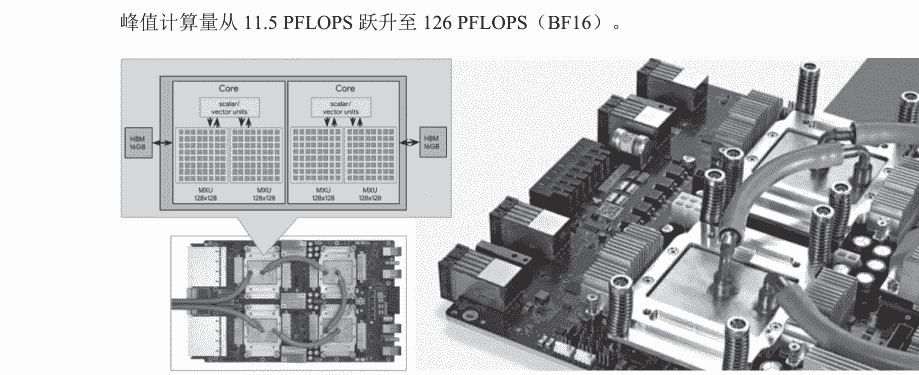 峰值计算量从 11.5 PFLOPS 跃升至 126 PFLOPS（BF16）。
Core
Core
scalar/
vector units
scalar/
vector units
HBM
16GB
HBM
16GB
MXU
128x128
MXU
128x128
MXU
128x128
MXU
128x128